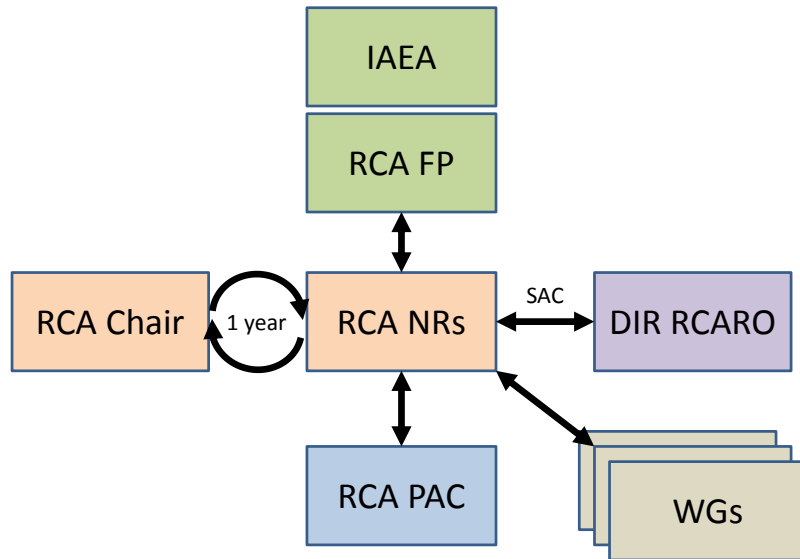 IAEA
RCA FP
RCA Chair
1 year
RCA NRs
SAC
DIR RCARO
RCA PAC
WGs